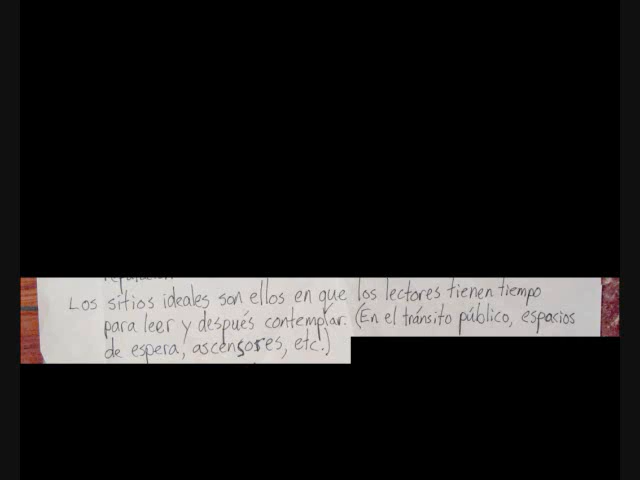 Los sitios ideales son ellos en que los lectores tienen tiempo
para leer y después contemplar. (En el tránsito público, espacios
de espera, ascensores, etc.)